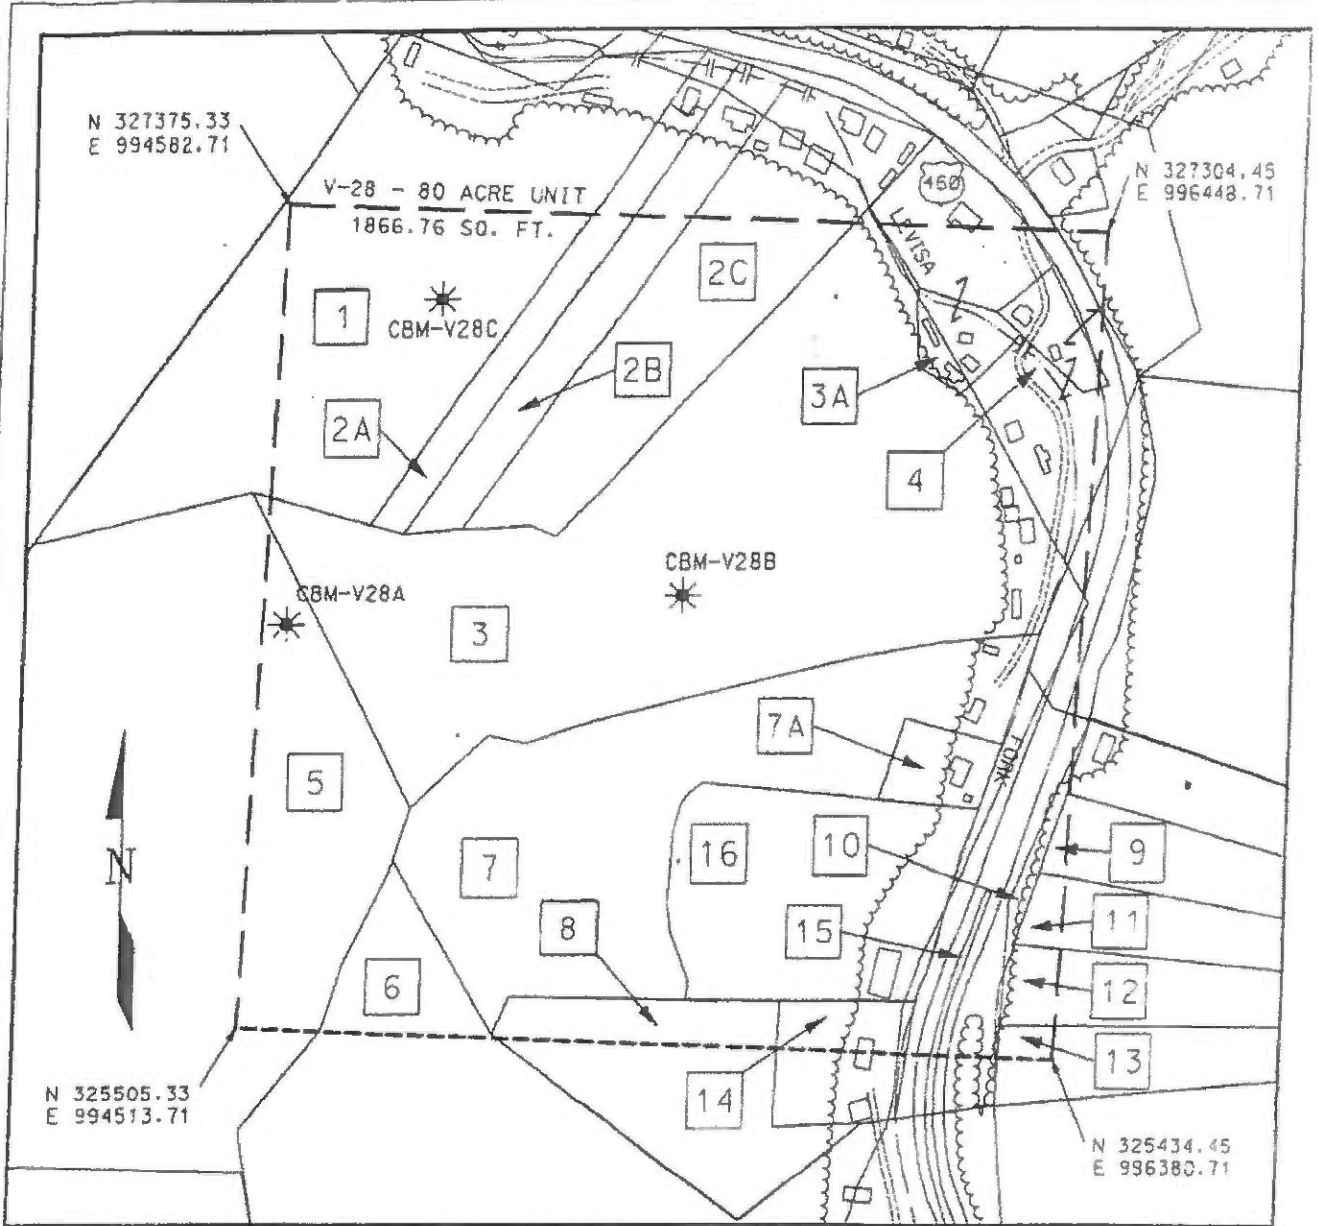 N 327375.33
E 994582.71
N 327304.45
E 996448.71
V-28 - 80 ACRE UNIT
1866.76 SQ. FT.
460
LEVISA
2C
1
CBM-V28C
2B
3A
2A
4
CBM-V28B
CBM-V28A
3
7A
FORK
5
N
7
16
10
9
8
15
11
6
12
13
14
N 325505.33
E 994513.71
N 325434.45
E 996380.71